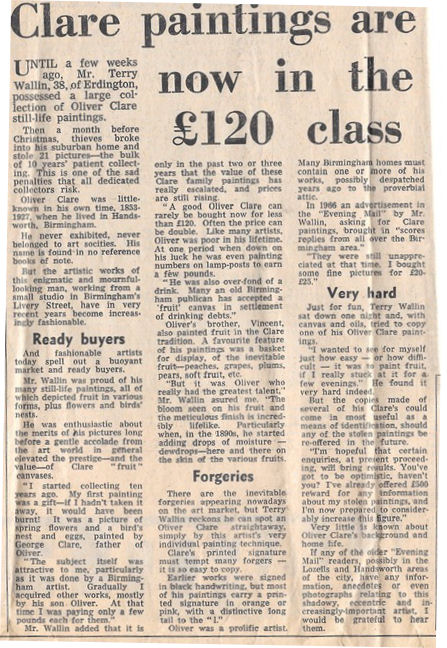 Clare paintings are
now in the
£120 class
UNTIL a few weeks
ago, Mr. Terry
Wallin, 38, of Erdington,
possessed a large col-
lection of Oliver Clare
still-life paintings.
Then a month before
Christmas, thieves broke
into his suburban home and
stole 21 pictures—the bulk
of 10 years' patient collect-
ing. This is one of the sad
penalties that all dedicated
collectors risk.
Oliver Clare was little-
known in his own time, 1853-
1927, when he lived in Hands-
worth, Birmingham.
He never exhibited, never
belonged to art socities. His
name is found in no reference
books of note.
But the artistic works of
this enigmatic and mournful-
looking man, working from a
small studio in Birmingham's
Livery Street, have in very
recent years become increas-
ingly fashionable.
Ready buyers
And fashionable artists
today spell out a buoyant
market and ready buyers.
Mr. Wallin was proud of his
many still-life paintings, all of
which depicted fruit in various
forms, plus flowers and birds'
nests.
He was enthusiastic about
the merits of his pictures long
before a gentle accolade from
the art world in general
elevated the prestige—and the
value—of Clare "fruit"
canvases.
"I started collecting ten
years ago. My first painting
was a gift—if I hadn't taken it
away, it would have been
burnt! It was a picture of
spring flowers and a bird's
nest and eggs, painted by
George Clare, father of
Oliver.
"The subject itself was
attractive to me, particularly
as it was done by a Birming-
ham artist. Gradually I
acquired other works, mostly
by his son Oliver. At that
time I was paying only a few
pounds each for them."
Mr. Wallin added that it is
only in the past two or three
years that the value of these
Clare family paintings has
really escalated, and prices
are still rising.
"A good Oliver Clare can
rarely be bought now for less
than £120. Often the price can
be double. Like many artists,
Oliver was poor in his lifetime.
At one period when down on
his luck he was even painting
numbers on lamp-posts to earn
a few pounds.
"He was also over-fond of a
drink. Many an old Birming-
ham publican has accepted a
'fruit' canvas in settlement
of drinking debts."
Oliver's brother, Vincent,
also painted fruit in the Clare
tradition. A favourite feature
of his paintings was a basket
for display, of the inevitable
fruit—peaches, grapes, plums,
pears, soft fruit, etc.
"But it was Oliver who
really had the greatest talent,"
Mr. Wallin assured me. "The
bloom seen on his fruit and
the meticulous finish is incred-
ibly lifelike. Particularly
when, in the 1890s, he started
adding drops of moisture —
dewdrops—here and there on
the skin of the various fruits.
Forgeries
There are the inevitable
forgeries appearing nowadays
on the art market, but Terry
Wallin reckons he can spot an
Oliver Clare straightaway,
simply by this artist's very
individual painting technique.
Clare's printed signature
must tempt many forgers —
it is so easy to copy.
Earlier works were signed
in black handwriting, but most
of his paintings carry a prin-
ted signature in orange or
pink, with a distinctive long
tail to the "l."
Oliver was a prolific artist.
Many Birmingham homes must
contain one or more of his
works, possibly despatched
years ago to the proverbial
attic.
In 1966 an advertisement in
the "Evening Mail" by Mr.
Wallin, asking for Clare
paintings, brought in "scores
replies from all over the Bir-
mingham area."
"They were still unappre-
ciated at that time. I bought
some fine pictures for £20-
£25."
Very hard
Just for fun, Terry Wallin
sat down one night and, with
canvas and oils, tried to copy
one of his Oliver Clare paint-
ings.
"I wanted to see for myself
just how easy — or how diffi-
cult — it was to paint fruit,
if I really stuck at it for a
few evenings." He found it
very hard indeed.
But the copies made of
several of his Clare's could
come in most useful as a
means of identification, should
any of the stolen paintings be
re-offered in the future.
"I'm hopeful that certain
enquiries, at present proceed-
ing, will bring results. You've
got to be optimistic, haven't
you? I've already offered £500
reward for any information
about my stolen paintings, and
I'm now prepared to consider-
ably increase this figure."
Very little is known about
Oliver Clare's background and
home life.
If any of the older "Evening
Mail" readers, possibly in the
Lozells and Handsworth areas
of the city, have any infor-
mation, anecdotes or even
photographs relating to this
shadowy, eccentric and in-
creasingly-important artist, I
would be grateful to hear
them.